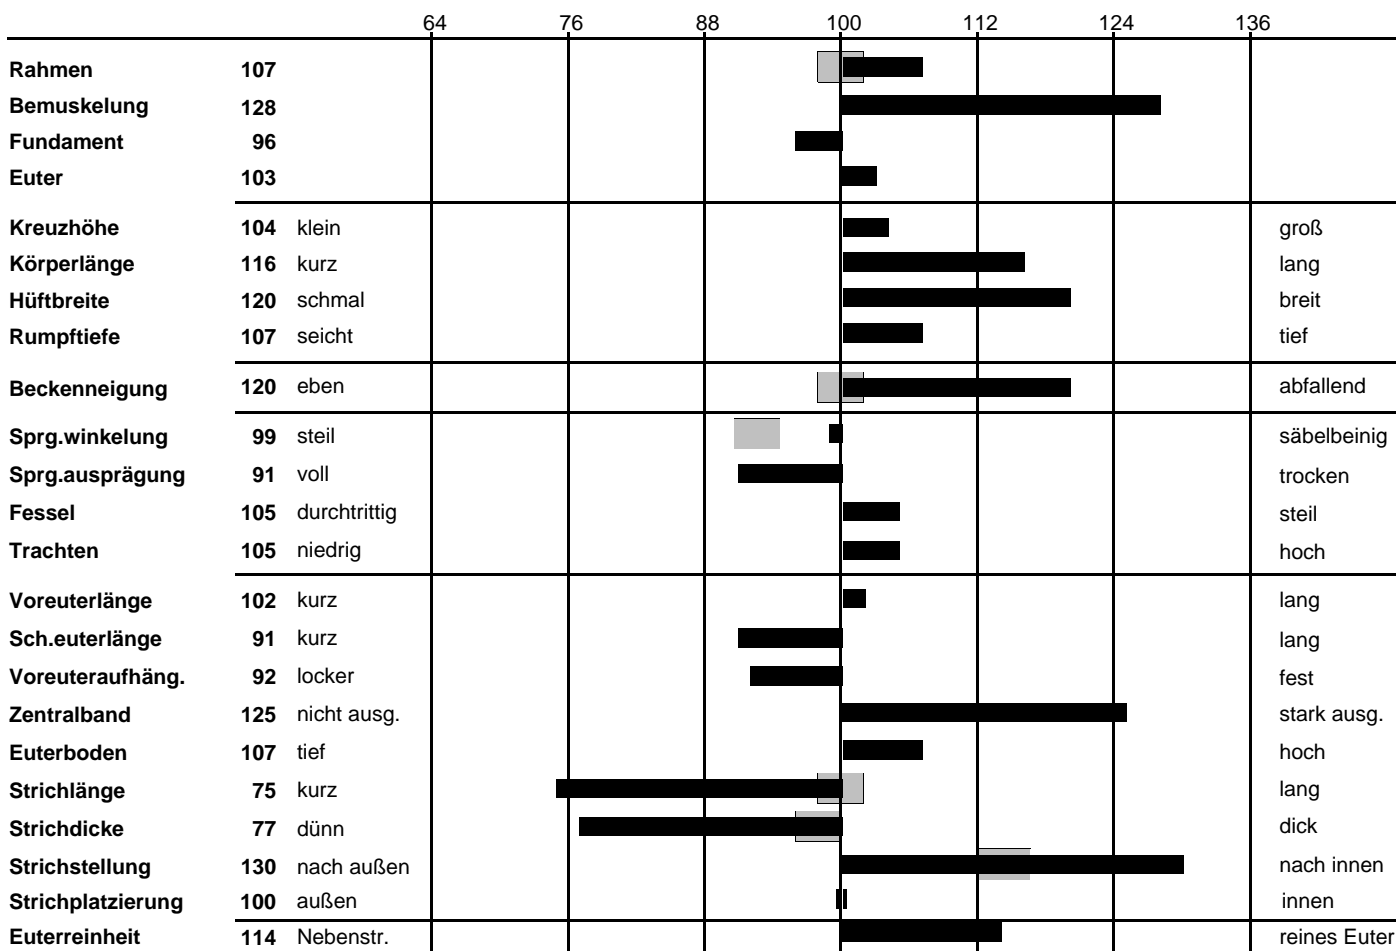 64 76 88 100 112 124 136
Rahmen 107
Bemuskelung 128
Fundament 96
Euter 103
Kreuzhöhe 104 klein groß
Körperlänge 116 kurz lang
Hüftbreite 120 schmal breit
Rumpftiefe 107 seicht tief
Beckenneigung 120 eben abfallend
Sprg.winkelung 99 steil säbelbeinig
Sprg.ausprägung 91 voll trocken
Fessel 105 durchtrittig steil
Trachten 105 niedrig hoch
Voreuterlänge 102 kurz lang
Sch.euterlänge 91 kurz lang
Voreuteraufhäng. 92 locker fest
Zentralband 125 nicht ausg. stark ausg.
Euterboden 107 tief hoch
Strichlänge 75 kurz lang
Strichdicke 77 dünn dick
Strichstellung 130 nach außen nach innen
Strichplatzierung 100 außen innen
Euterreinheit 114 Nebenstr. reines Euter